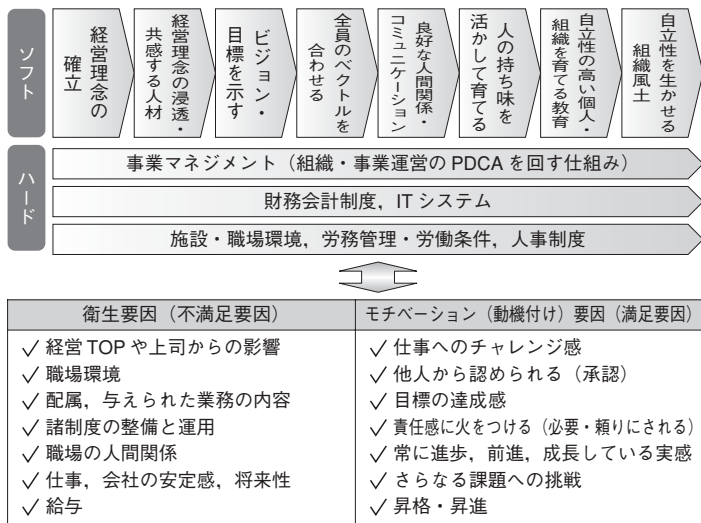 ソフト
経営理念の
確立
経営理念の浸透・
共感する人材
ビジョン・
目標を示す
全員のベクトルを
合わせる
良好な人間関係・
コミュニケーション
人の持ち味を
活かして育てる
自立性の高い個人・
組織を育てる教育
自立性を生かせる
組織風土
ハード
事業マネジメント（組織・事業運営の PDCA を回す仕組み）
財務会計制度，IT システム
施設・職場環境，労務管理・労働条件，人事制度
衛生要因（不満足要因）
✓ 経営 TOP や上司からの影響
✓ 職場環境
✓ 配属，与えられた業務の内容
✓ 諸制度の整備と運用
✓ 職場の人間関係
✓ 仕事，会社の安定感，将来性
✓ 給与
モチベーション（動機付け）要因（満足要因）
✓ 仕事へのチャレンジ感
✓ 他人から認められる（承認）
✓ 目標の達成感
✓ 責任感に火をつける（必要・頼りにされる）
✓ 常に進歩，前進，成長している実感
✓ さらなる課題への挑戦
✓ 昇格・昇進